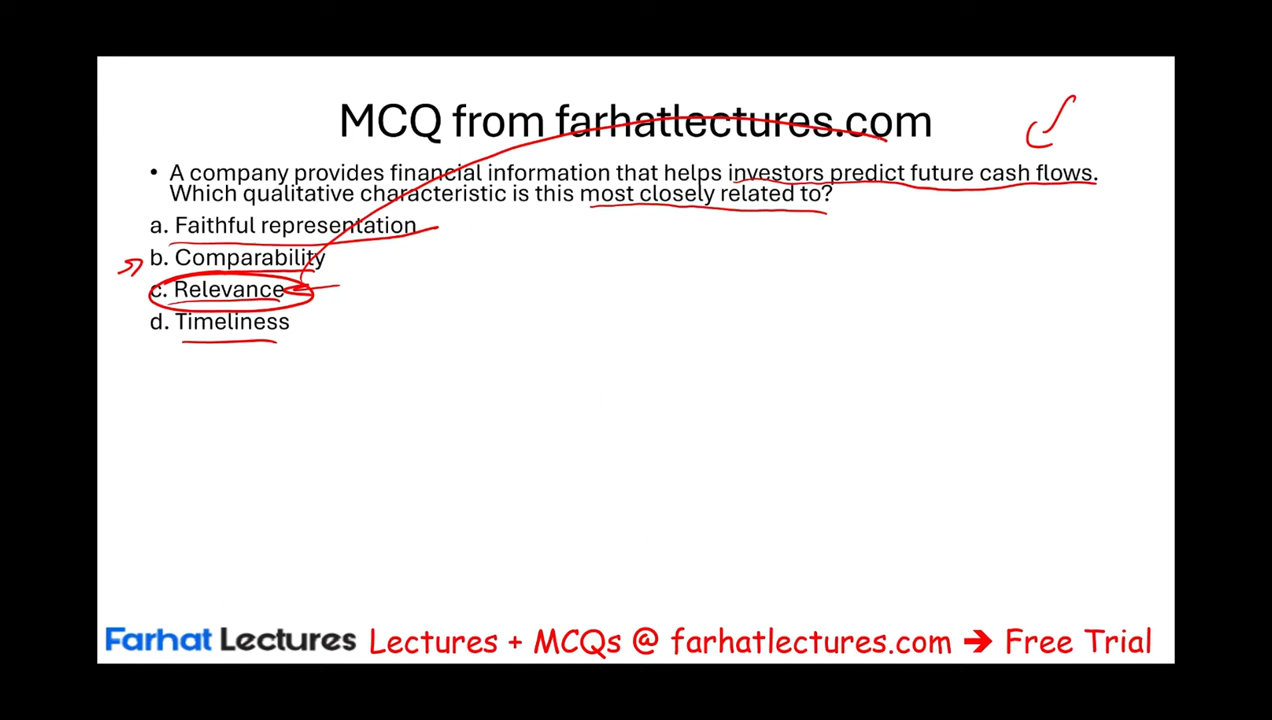 MCQ from farhatlectures.com
• A company provides financial information that helps investors predict future cash flows.
Which qualitative characteristic is this most closely related to?
a. Faithful representation
b. Comparability
c. Relevance
d. Timeliness
Farhat Lectures Lectures + MCQs @ farhatlectures.com → Free Trial